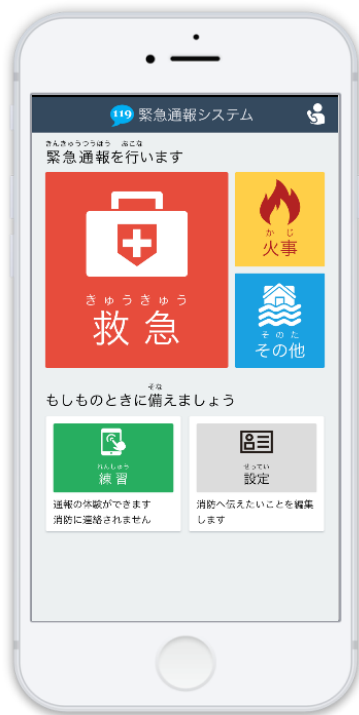 119 緊急通報システム
きんきゅうつうほう おこな
緊急通報を行います
きゅうきゅう
救急
かじ
火事
そのた
その他
そな
もしものときに備えましょう
れんしゅう
練習
通報の体験ができます
消防に連絡されません
せってい
設定
消防へ伝えたいことを編集
します